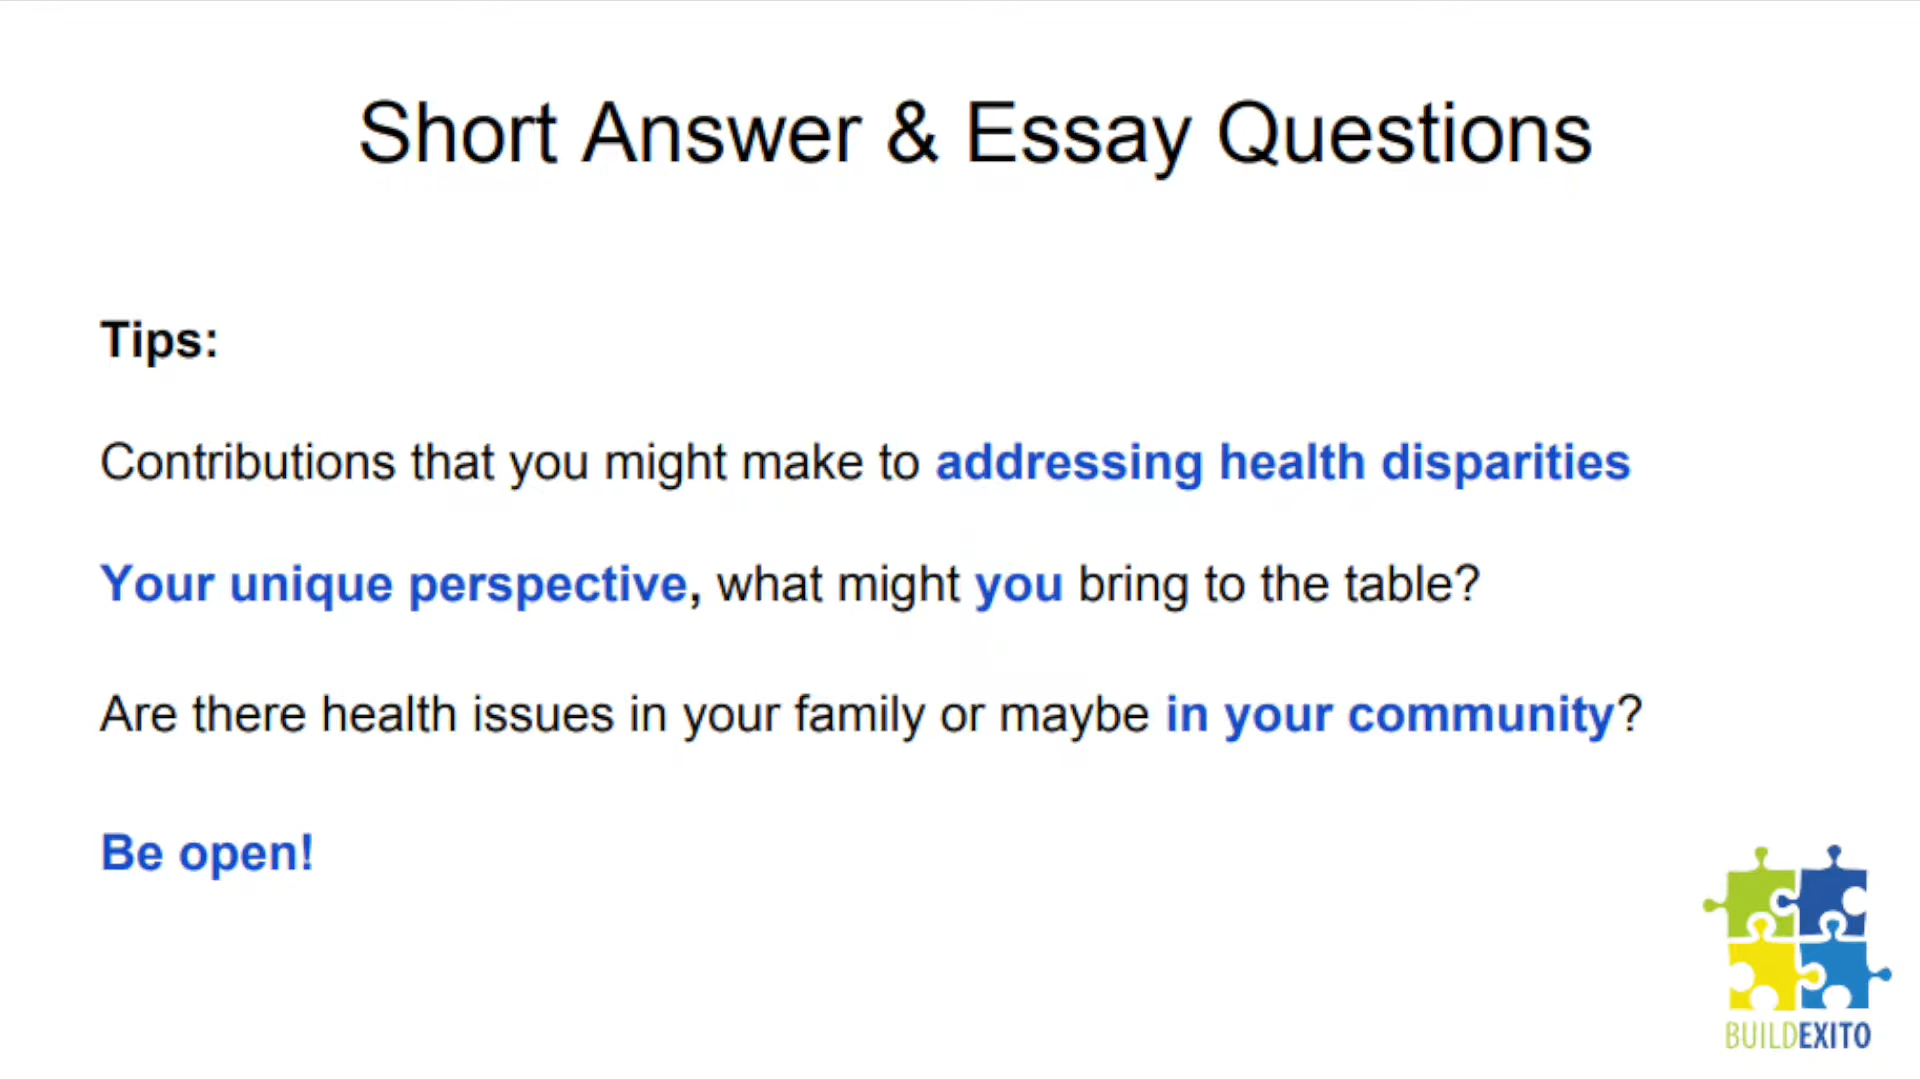 Short Answer & Essay Questions
Tips:
Contributions that you might make to addressing health disparities
Your unique perspective, what might you bring to the table?
Are there health issues in your family or maybe in your community?
Be open!
BUILDEXITO